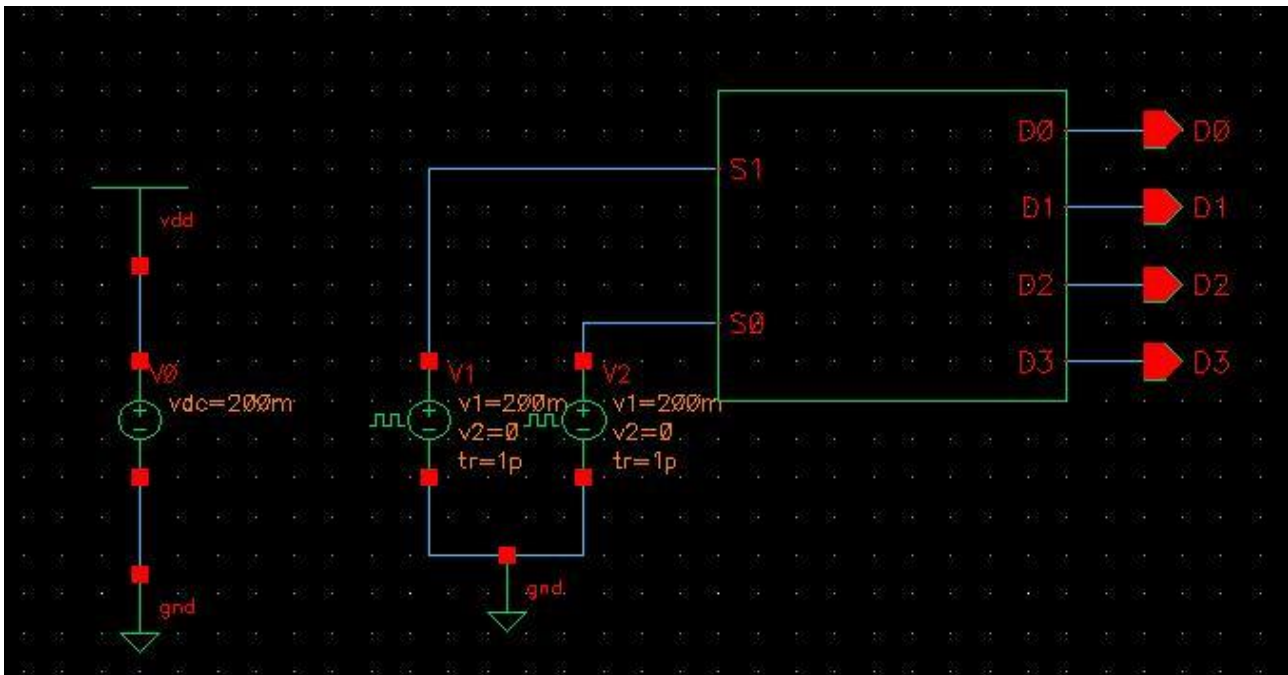 vdd
V0
vdc=200m
gnd
V1
v1=200m
v2=0
tr=1p
V2
v1=200m
v2=0
tr=1p
gnd
S1
S0
D0
D1
D2
D3
D0
D1
D2
D3